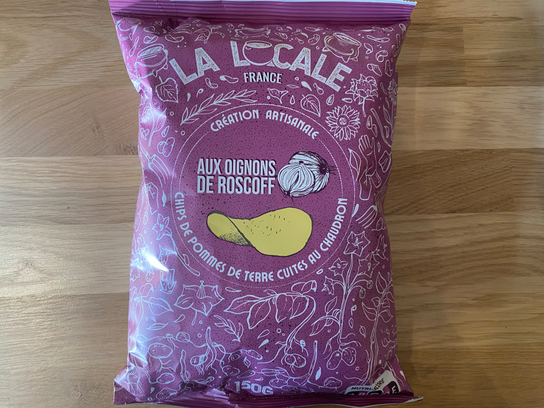 LA LOCALE
FRANCE
CRÉATION ARTISANALE
AUX OIGNONS
DE ROSCOFF
CHIPS DE POMMES DE TERRE CUITES AU CHAUDRON
150G